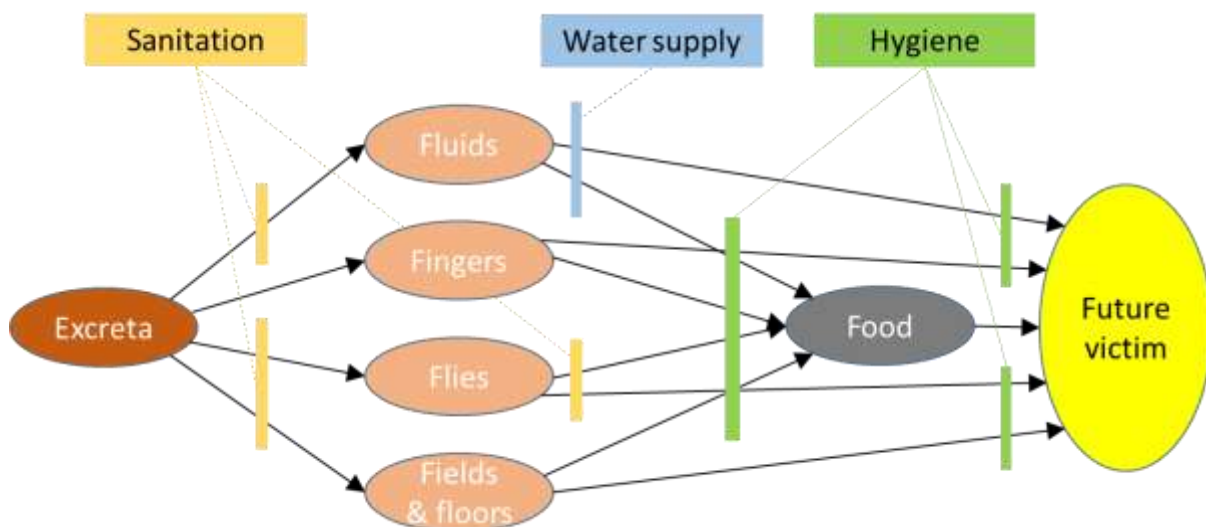 Sanitation
Water supply
Hygiene
Fluids
Fingers
Excreta
Food
Future
victim
Flies
Fields
& floors